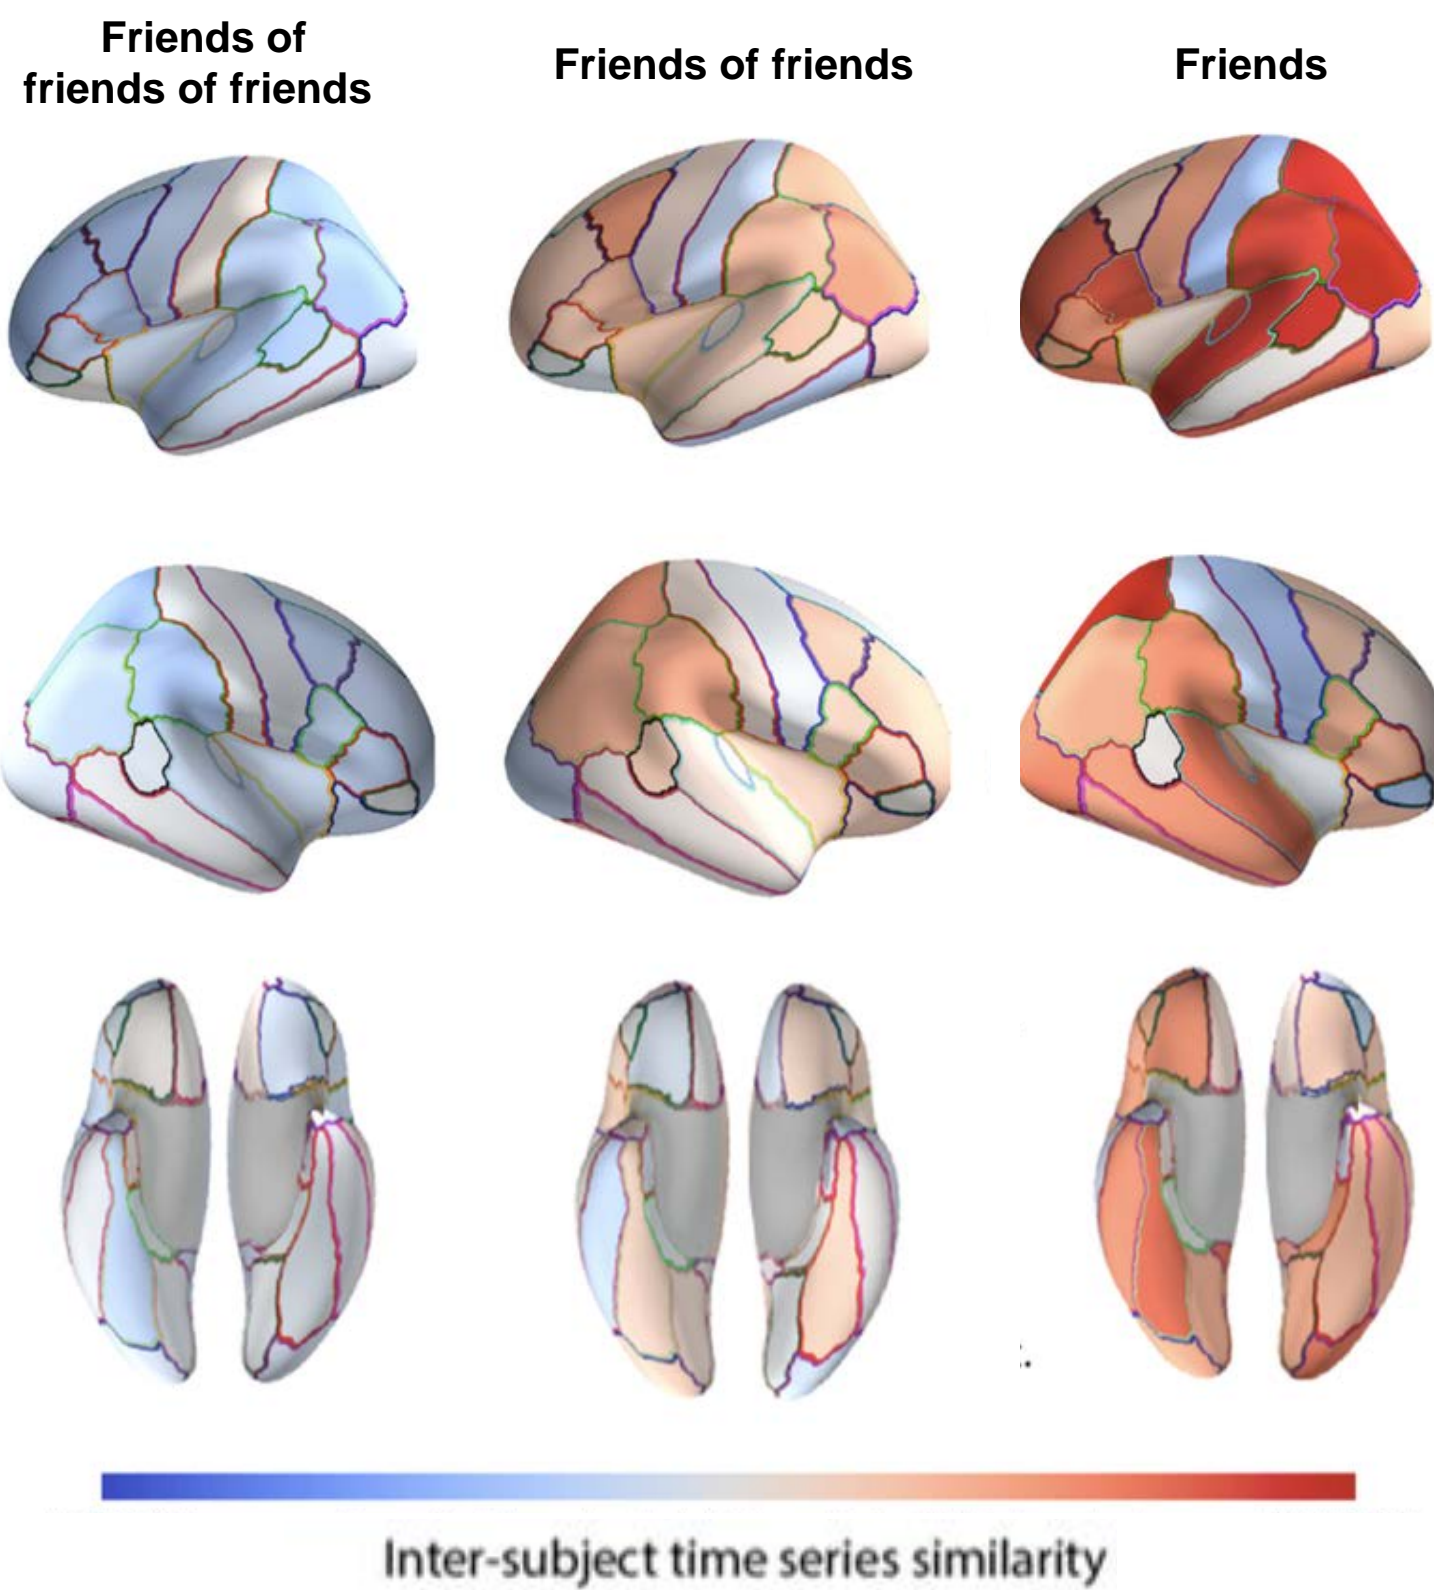 Friends of
friends of friends
Friends of friends
Friends
Inter-subject time series similarity